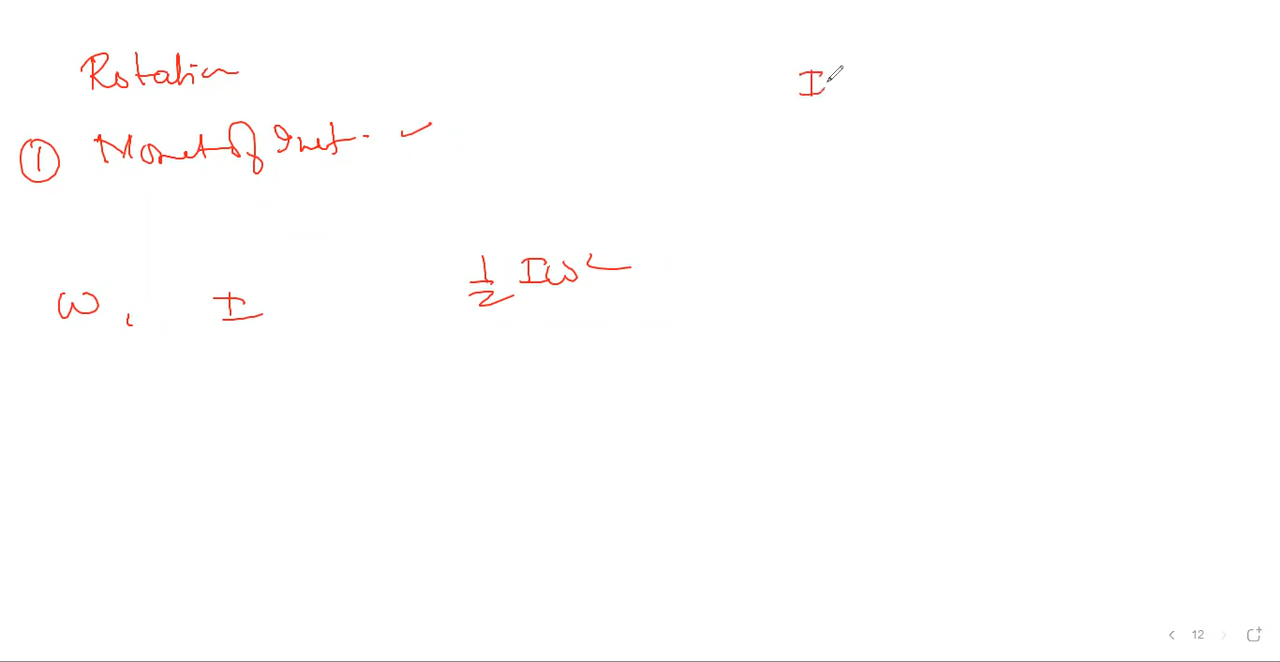 Rotation
I
① Moment of Inert.
½ Iω²
ω, I
12